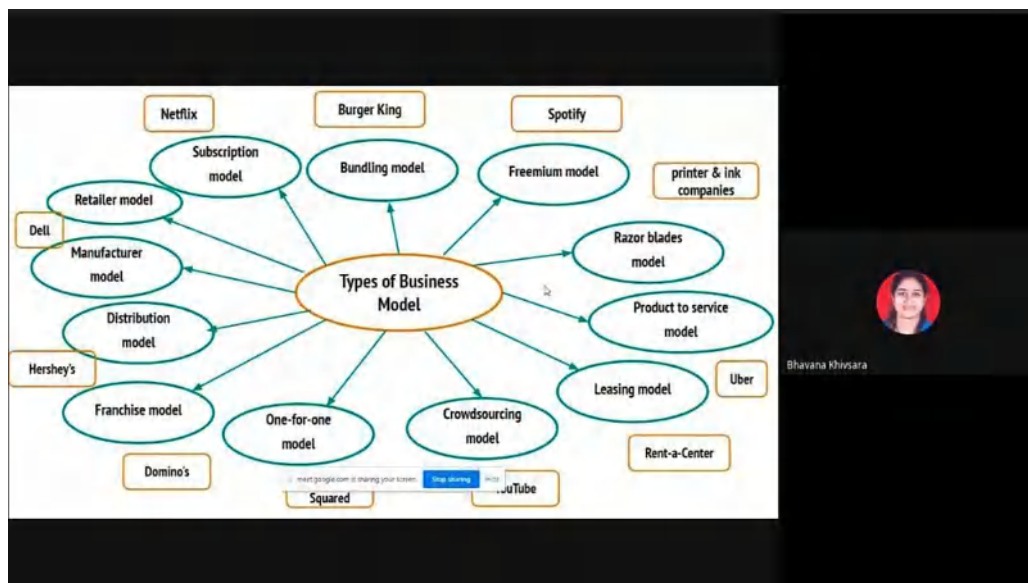 Netflix
Burger King
Spotify
Subscription
model
Bundling model
Freemium model
printer & ink
companies
Retailer model
Dell
Manufacturer
model
Types of Business
Model
Razor blades
model
Distribution
model
Product to service
model
Hershey's
Franchise model
One-for-one
model
Crowdsourcing
model
Leasing model
Uber
Bhavana Khivsara
Domino's
Rent-a-Center
meet.google.com is sharing your screen.
Stop sharing
Hide
Squared
YouTube